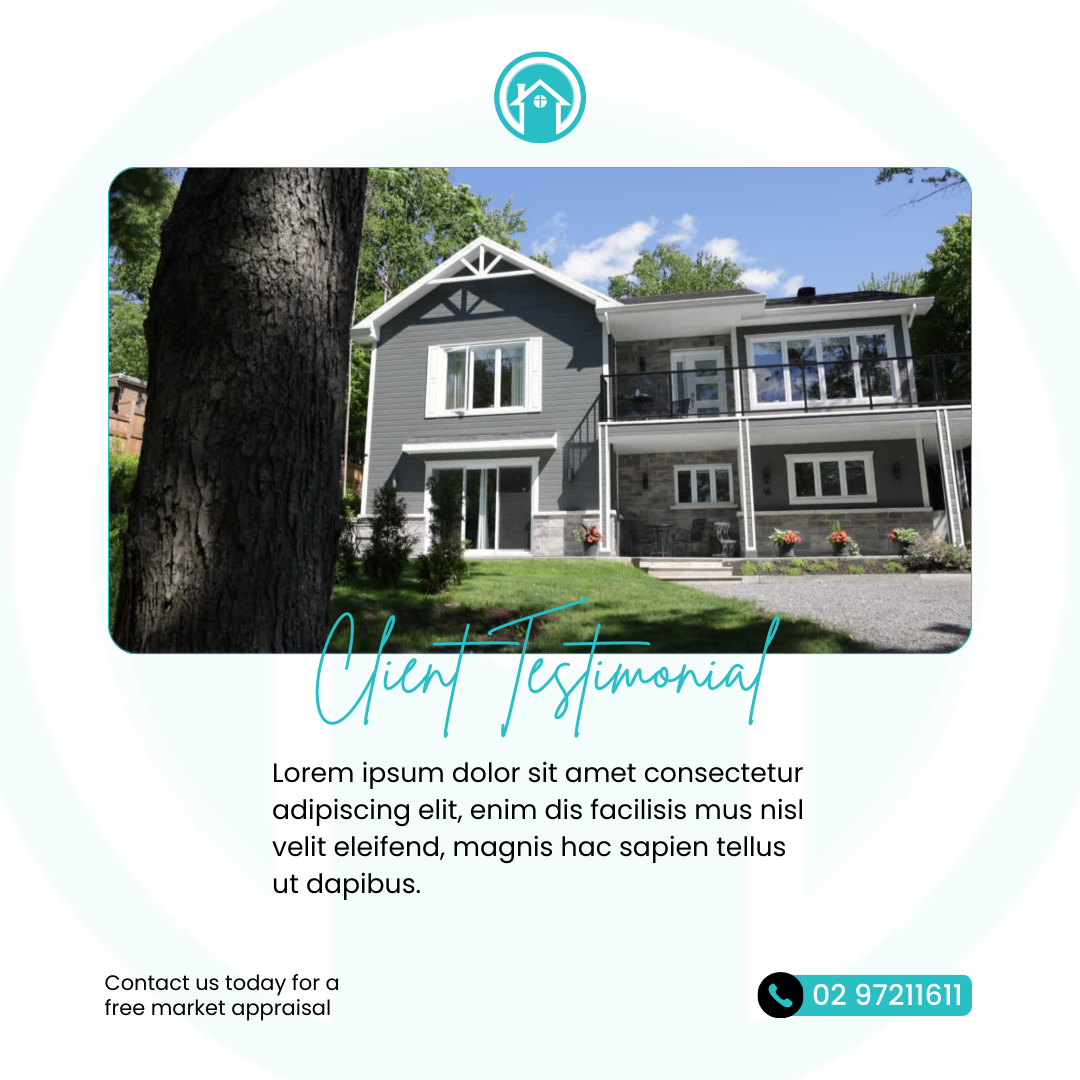 Client Testimonial
Lorem ipsum dolor sit amet consectetur
adipiscing elit, enim dis facilisis mus nisl
velit eleifend, magnis hac sapien tellus
ut dapibus.
Contact us today for a
free market appraisal
02 97211611